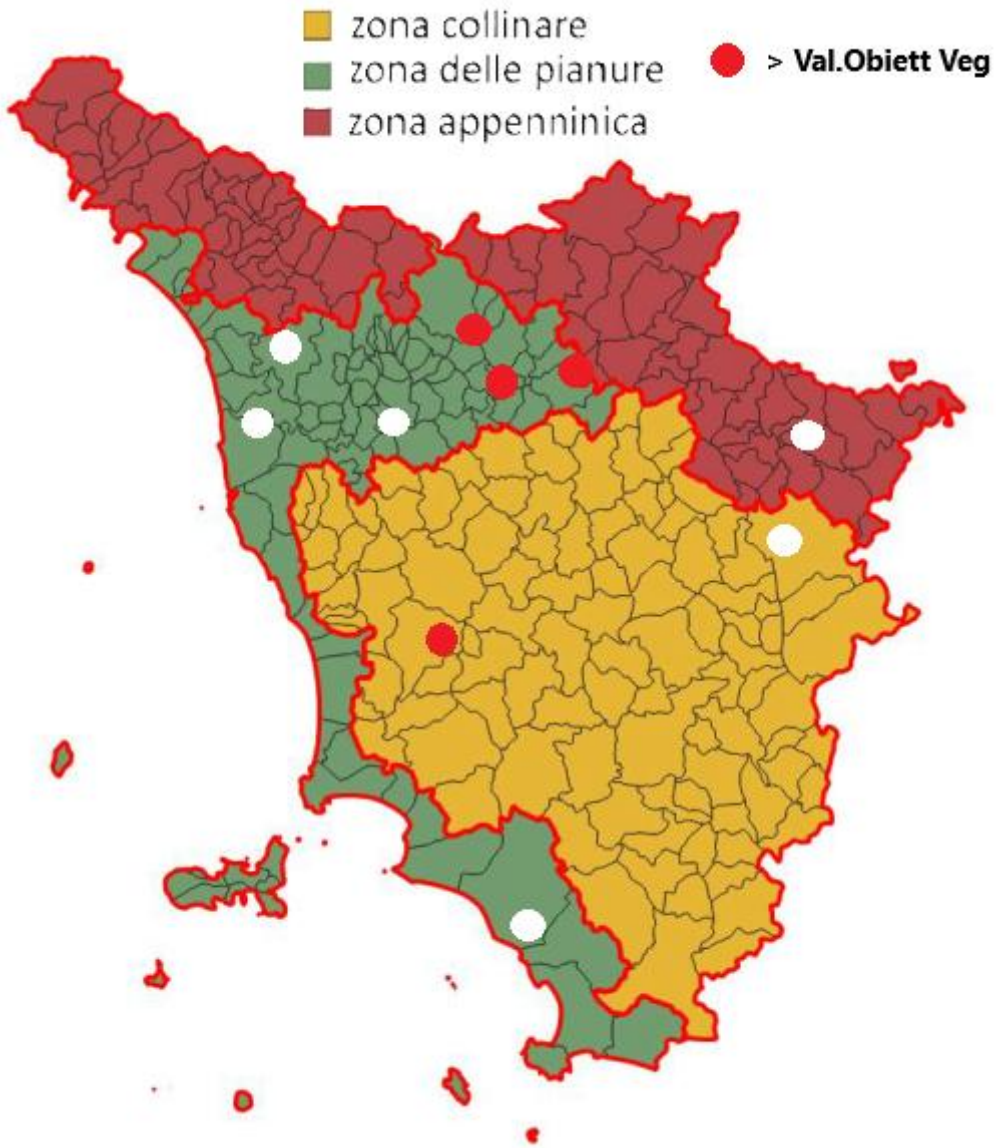 zona collinare
zona delle pianure
zona appenninica
> Val.Obiett Veg